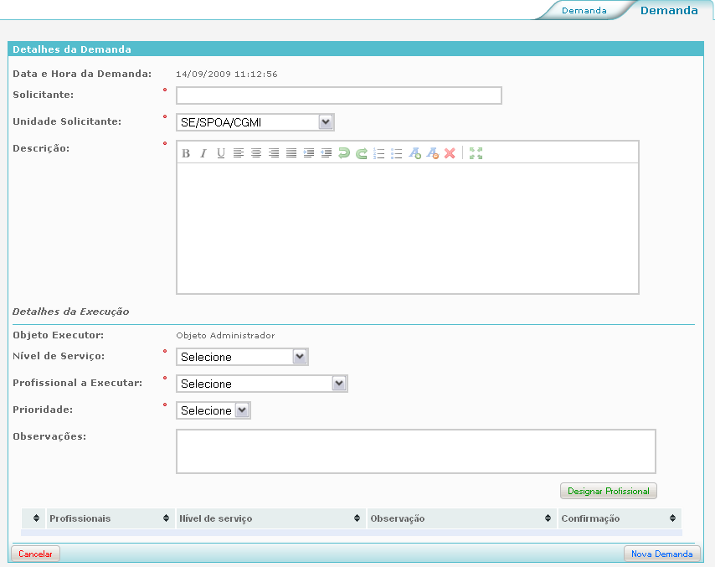 Demanda Demanda
Detalhes da Demanda
Data e Hora da Demanda: 14/09/2009 11:12:56
Solicitante: *
Unidade Solicitante: * SE/SPOA/CGMI
Descrição: *
B I U
Detalhes da Execução
Objeto Executor: Objeto Administrador
Nível de Serviço: * Selecione
Profissional a Executar: * Selecione
Prioridade: * Selecione
Observações:
Designar Profissional
Profissionais Nível de serviço Observação Confirmação
Cancelar Nova Demanda